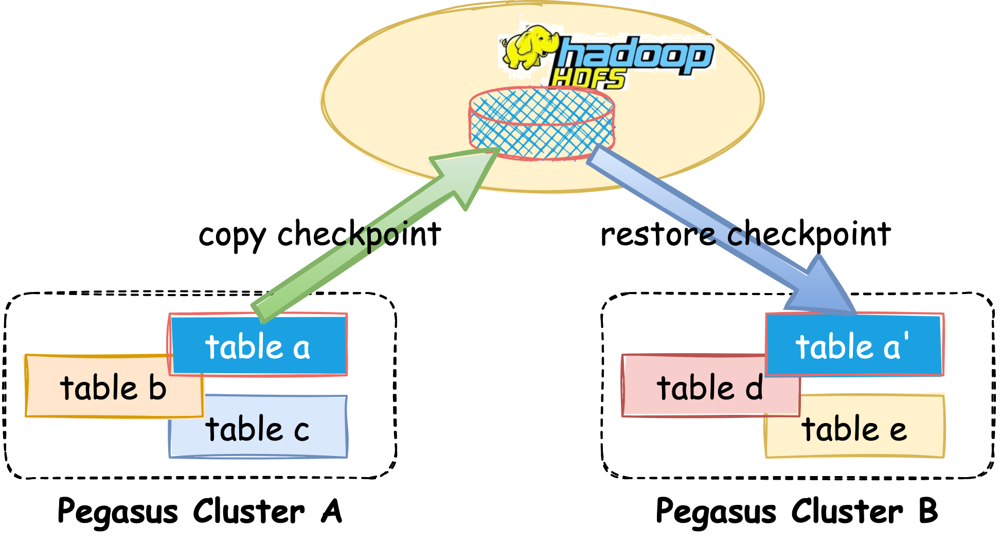 hadoop
HDFS
copy checkpoint
restore checkpoint
table a
table b
table c
table a'
table d
table e
Pegasus Cluster A
Pegasus Cluster B